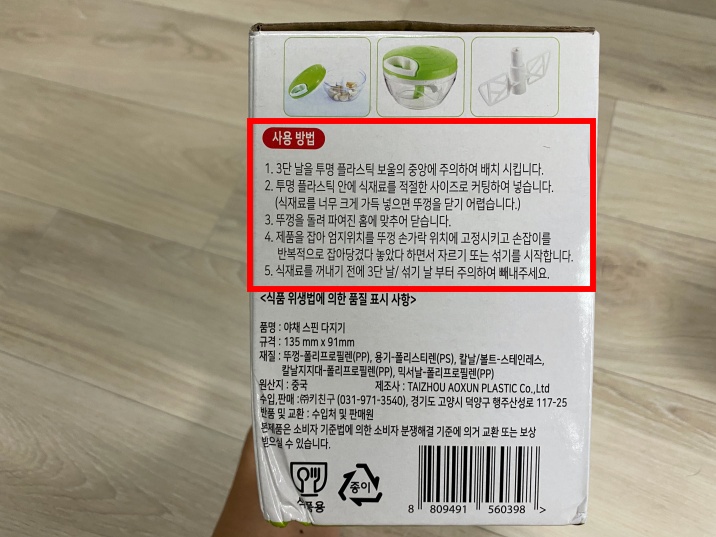 사용 방법
1. 3단 날을 투명 플라스틱 보울의 중앙에 주의하여 배치 시킵니다.
2. 투명 플라스틱 안에 식재료를 적절한 사이즈로 커팅하여 넣습니다.
(식재료를 너무 크게 가득 넣으면 뚜껑을 닫기 어렵습니다.)
3. 뚜껑을 돌려 파여진 홈에 맞추어 닫습니다.
4. 제품을 잡아 엄지위치를 뚜껑 손가락 위치에 고정시키고 손잡이를
반복적으로 잡아당겼다 놓았다 하면서 자르기 또는 섞기를 시작합니다.
5. 식재료를 꺼내기 전에 3단 날/ 섞기 날 부터 주의하여 빼내주세요.
<식품 위생법에 의한 품질 표시 사항>
품명 : 야채 스핀 다지기
규격 : 135 mm x 91mm
재질 : 뚜껑-폴리프로필렌(PP), 용기-폴리스티렌(PS), 칼날/볼트-스테인레스,
칼날지지대-폴리프로필렌(PP), 믹서날-폴리프로필렌(PP)
원산지 : 중국 제조사 : TAIZHOU AOXUN PLASTIC Co.,Ltd
수입,판매 : ㈜키친구 (031-971-3540), 경기도 고양시 덕양구 행주산성로 117-25
반품 및 교환 : 수입처 및 판매원
본제품은 소비자 기준법에 의한 소비자 분쟁해결 기준에 의거 교환 또는 보상
받으실 수 있습니다.
식품용
종이
8 809491 560398 >